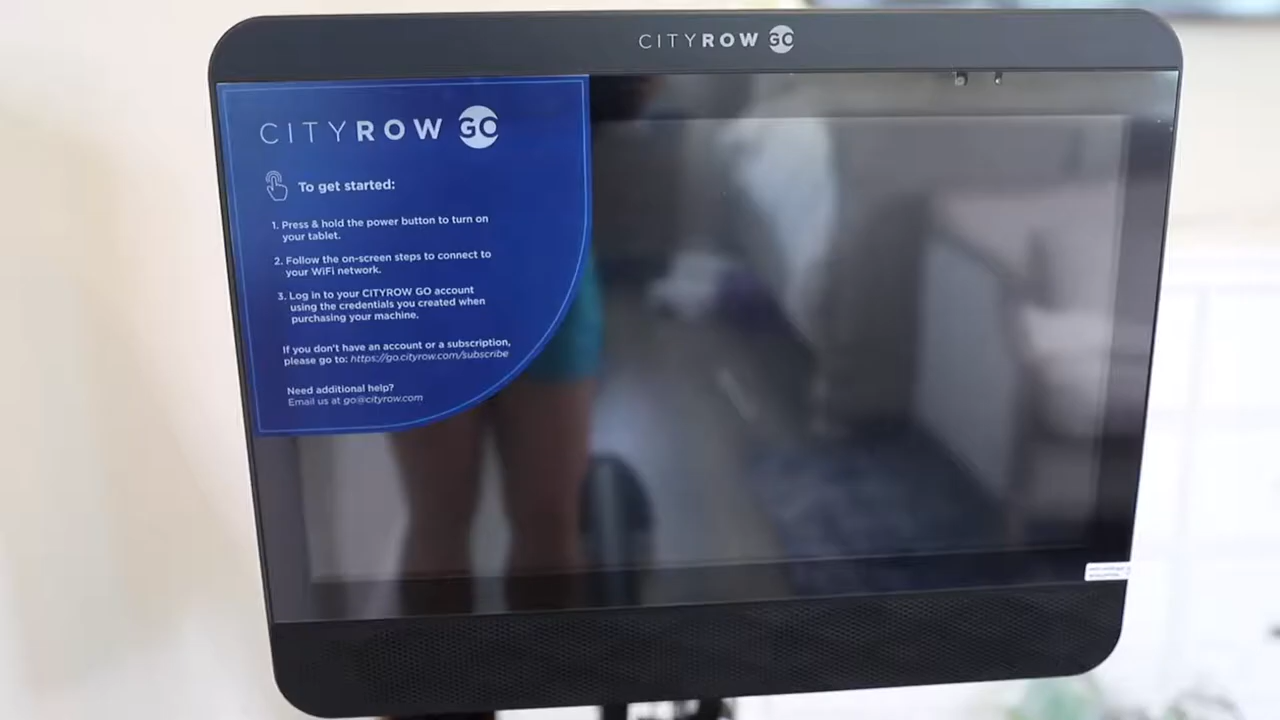 CITYROW GO
CITYROW GO
To get started:
1. Press & hold the power button to turn on
your tablet.
2. Follow the on-screen steps to connect to
your WiFi network.
3. Log in to your CITYROW GO account
using the credentials you created when
purchasing your machine.
If you don't have an account or a subscription,
please go to: https://go.cityrow.com/subscribe
Need additional help?
Email us at go@cityrow.com